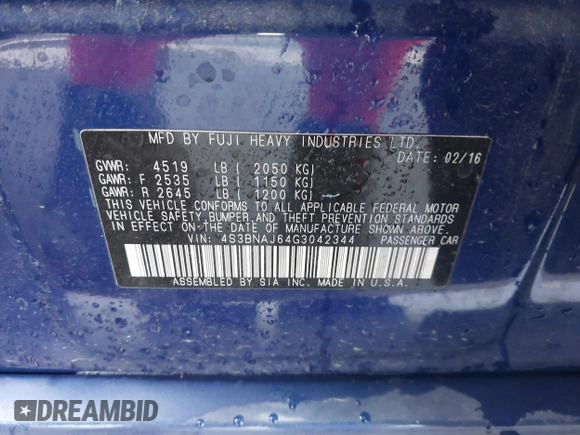 MFD BY FUJI HEAVY INDUSTRIES LTD.
DATE: 02/16
GVWR: 4519 LB ( 2050 KG)
GAWR: F 2535 LB ( 1150 KG)
GAWR: R 2645 LB ( 1200 KG)
THIS VEHICLE CONFORMS TO ALL APPLICABLE FEDERAL MOTOR
VEHICLE SAFETY, BUMPER, AND THEFT PREVENTION STANDARDS
IN EFFECT ON THE DATE OF MANUFACTURE SHOWN ABOVE.
VIN: 4S3BNAJ64G3042344 PASSENGER CAR
ASSEMBLED BY SIA INC. MADE IN U.S.A.
DREAMBID